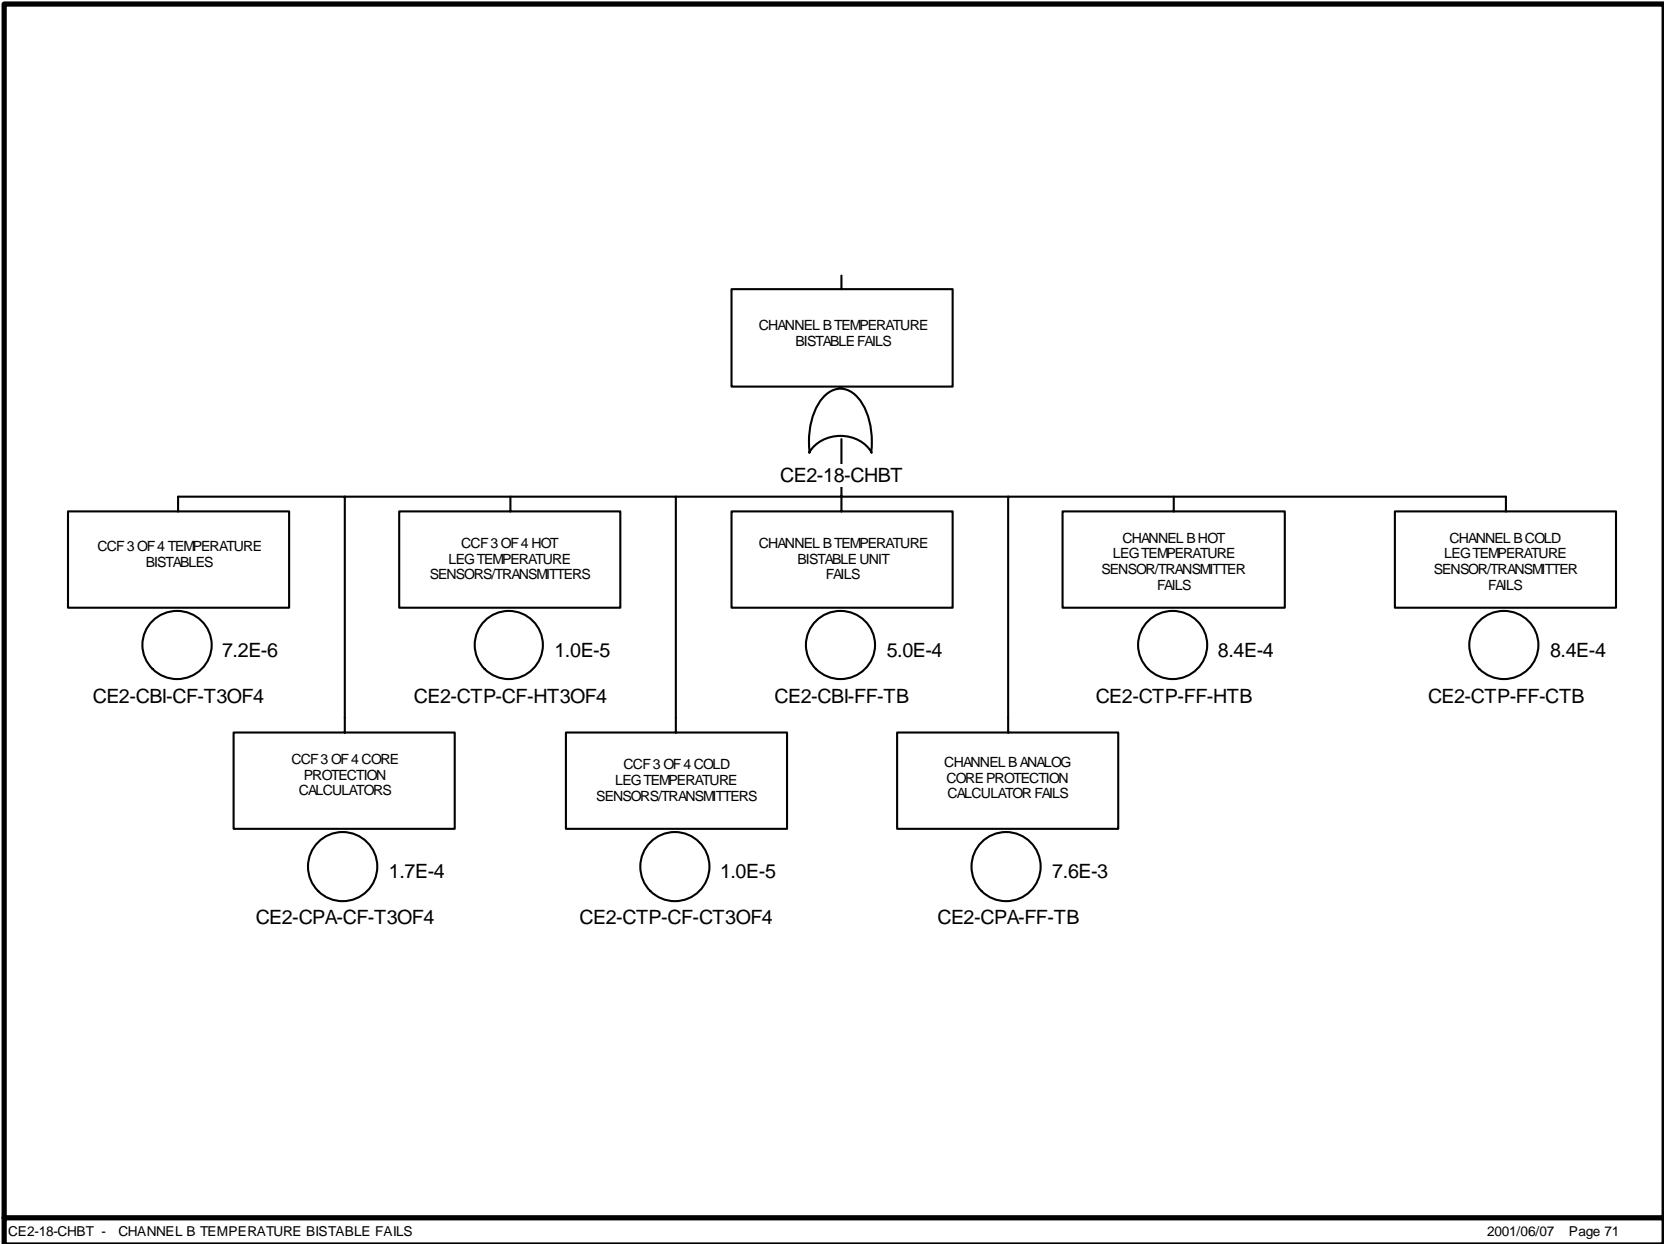 CHANNEL B TEMPERATURE
BISTABLE FAILS
CE2-18-CHBT
CCF 3 OF 4 TEMPERATURE
BISTABLES
7.2E-6
CE2-CBI-CF-T3OF4
CCF 3 OF 4 HOT
LEG TEMPERATURE
SENSORS/TRANSMITTERS
1.0E-5
CE2-CTP-CF-HT3OF4
CHANNEL B TEMPERATURE
BISTABLE UNIT
FAILS
5.0E-4
CE2-CBI-FF-TB
CHANNEL B HOT
LEG TEMPERATURE
SENSOR/TRANSMITTER
FAILS
8.4E-4
CE2-CTP-FF-HTB
CHANNEL B COLD
LEG TEMPERATURE
SENSOR/TRANSMITTER
FAILS
8.4E-4
CE2-CTP-FF-CTB
CCF 3 OF 4 CORE
PROTECTION
CALCULATORS
1.7E-4
CE2-CPA-CF-T3OF4
CCF 3 OF 4 COLD
LEG TEMPERATURE
SENSORS/TRANSMITTERS
1.0E-5
CE2-CTP-CF-CT3OF4
CHANNEL B ANALOG
CORE PROTECTION
CALCULATOR FAILS
7.6E-3
CE2-CPA-FF-TB
CE2-18-CHBT - CHANNEL B TEMPERATURE BISTABLE FAILS
2001/06/07 Page 71